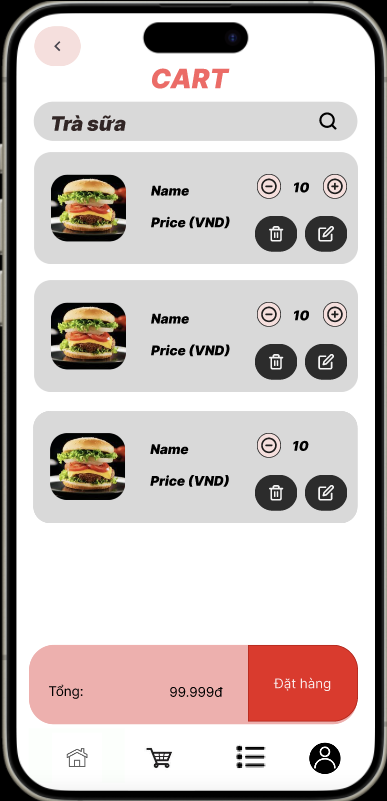 CART
Trà sữa
Name
10
Price (VND)
Name
10
Price (VND)
Name
10
Price (VND)
Tổng:
99.999đ
Đặt hàng